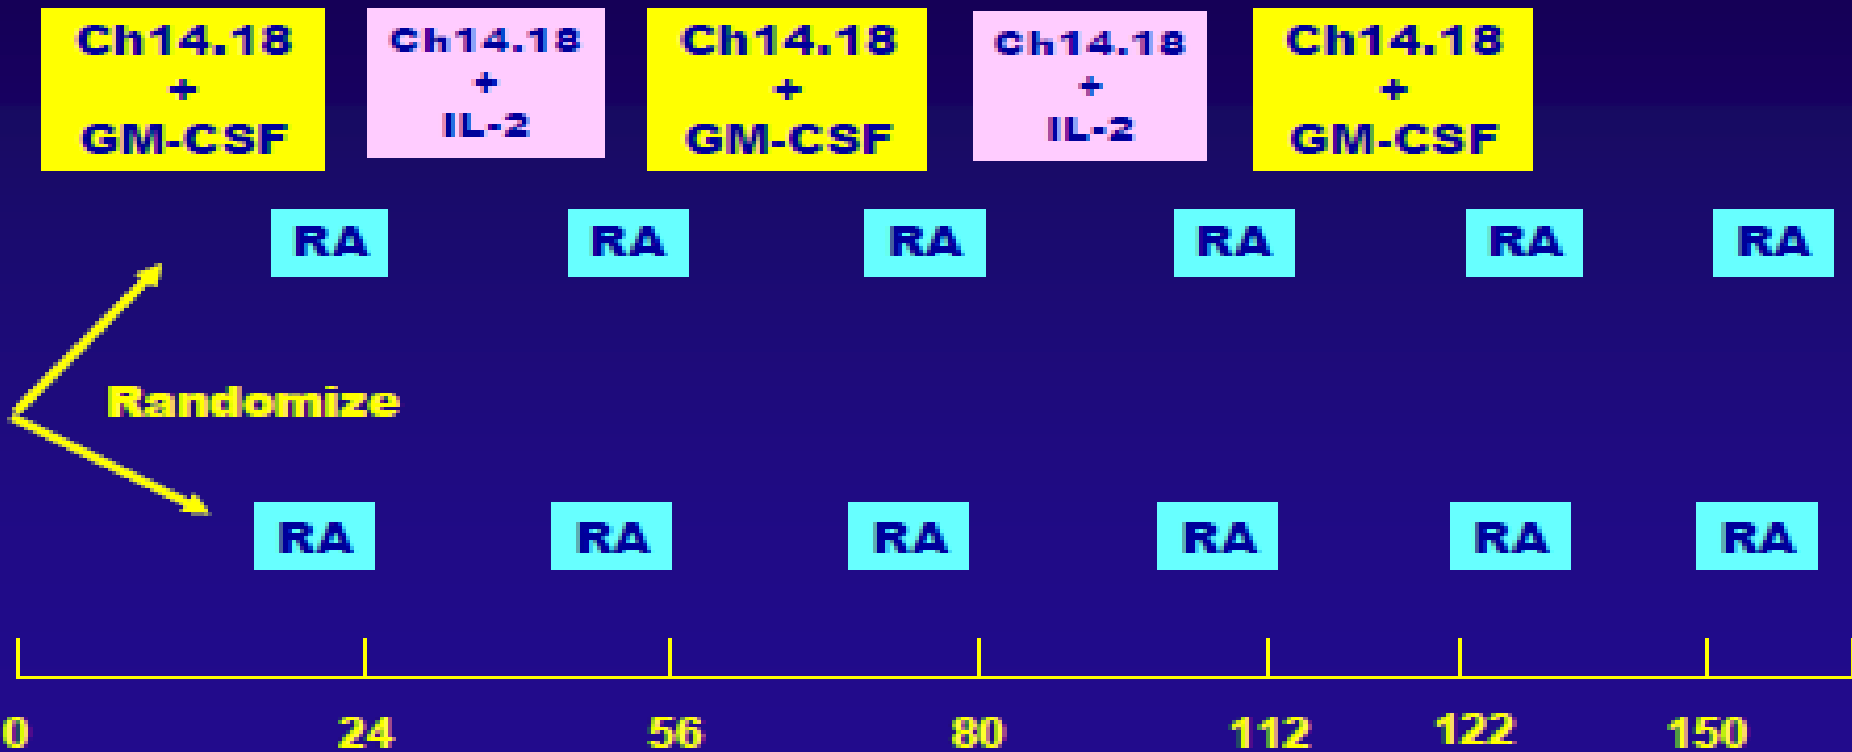 Ch14.18
+
GM-CSF
Ch14.18
+
IL-2
Ch14.18
+
GM-CSF
Ch14.18
+
IL-2
Ch14.18
+
GM-CSF
RA RA RA RA RA RA
Randomize
RA RA RA RA RA RA
0 24 56 80 112 122 150